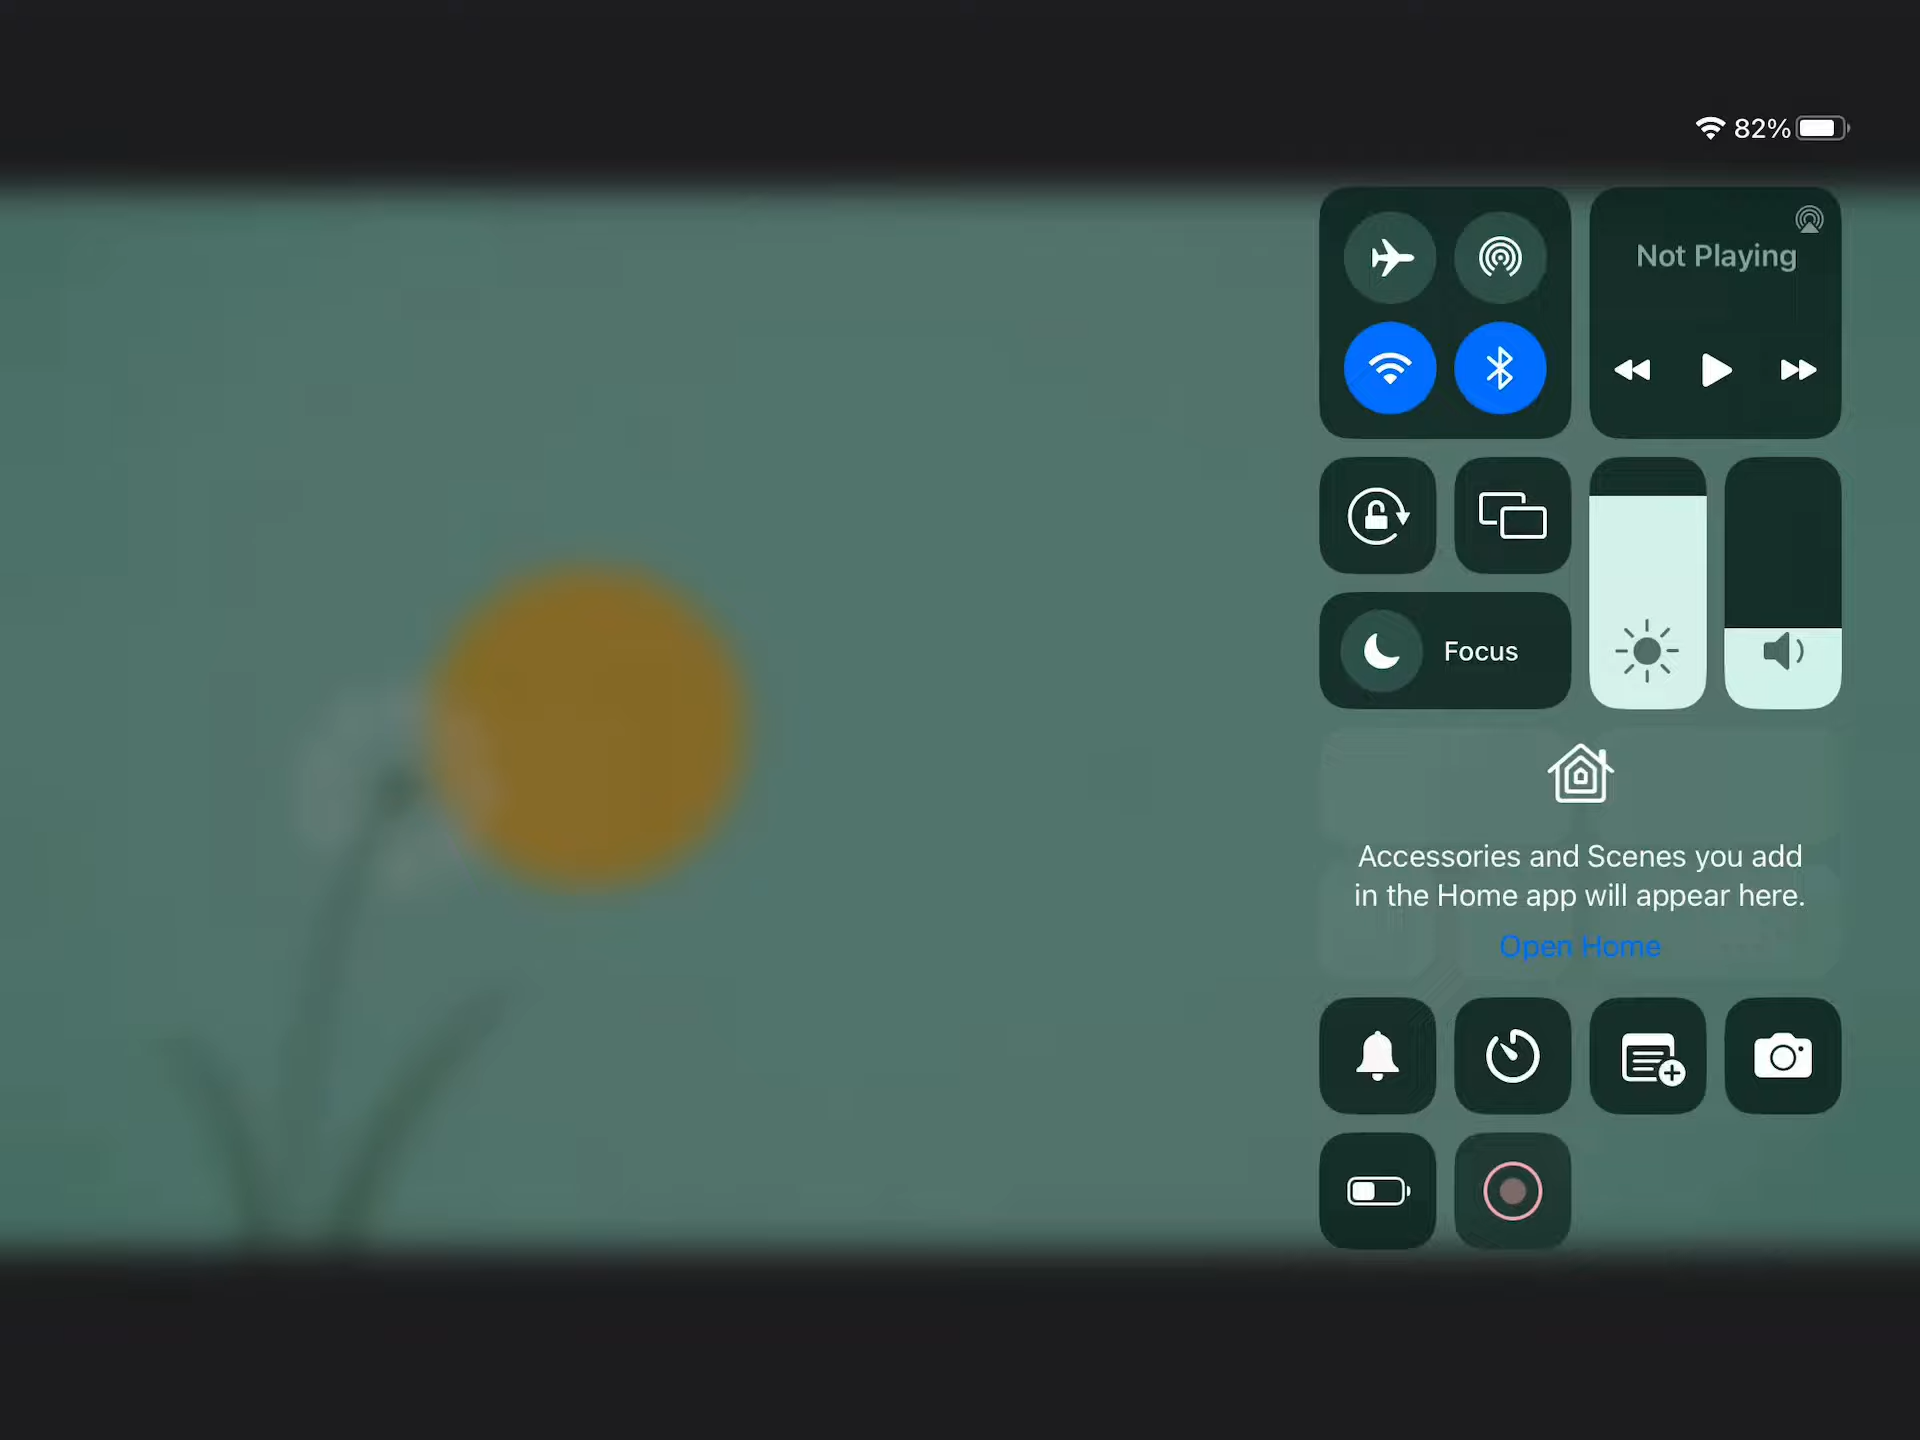 82%
Not Playing
Focus
Accessories and Scenes you add
in the Home app will appear here.
Open Home